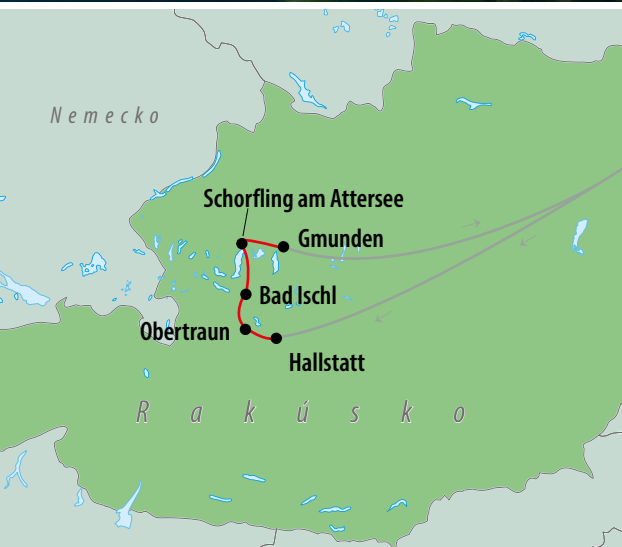 Nemecko
Schorfling am Attersee
Gmunden
Bad Ischl
Obertraun
Hallstatt
Rakúsko